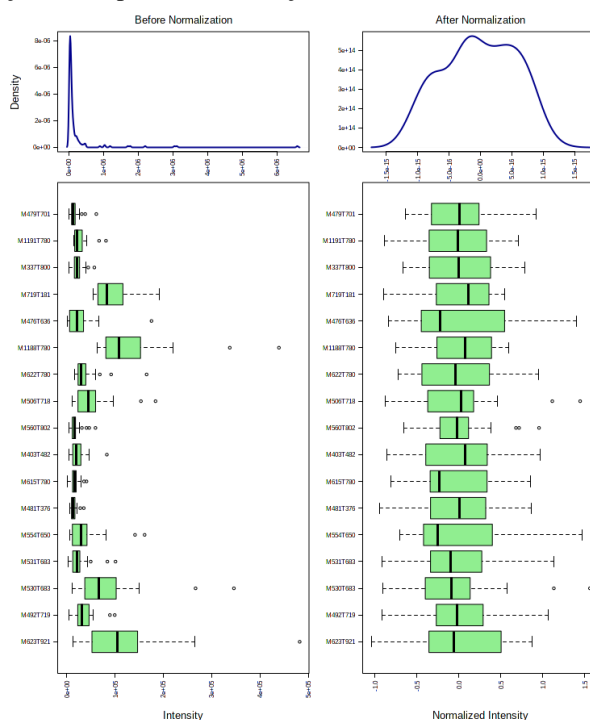 Before Normalization
After Normalization
Density
8e-06
6e-06
4e-06
2e-06
0e+00
0e+00
1e+06
2e+06
3e+06
4e+06
5e+06
6e+06
5e+14
4e+14
3e+14
2e+14
1e+14
0e+00
-1.5e-15
-1.0e-15
-5.0e-16
0.0e+00
5.0e-16
1.0e-15
M479T701
M1191T780
M337T800
M719T181
M476T636
M1188T780
M622T780
M506T718
M560T802
M403T482
M615T780
M481T376
M554T650
M531T683
M530T683
M492T719
M623T921
0e+00
1e+05
2e+05
3e+05
4e+05
5e+05
Intensity
M479T701
M1191T780
M337T800
M719T181
M476T636
M1188T780
M622T780
M506T718
M560T802
M403T482
M615T780
M481T376
M554T650
M531T683
M530T683
M492T719
M623T921
-1.0
-0.5
0.0
0.5
1.0
1.5
Normalized Intensity